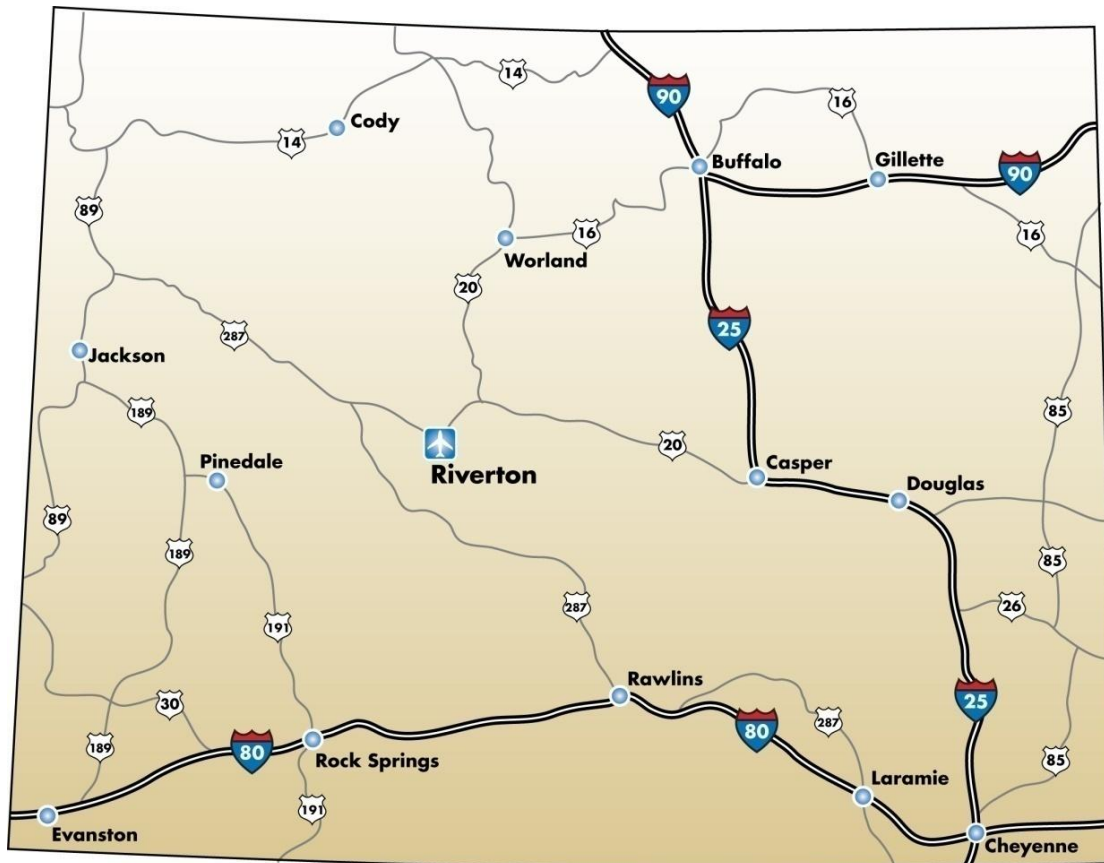 14
90
16
Cody
14
Buffalo
Gillette
90
89
16
16
Worland
20
25
287
Jackson
189
85
20
Pinedale
Riverton
Casper
Douglas
89
189
85
287
26
191
Rawlins
30
25
287
80
80
189
Rock Springs
85
Laramie
191
Evanston
Cheyenne